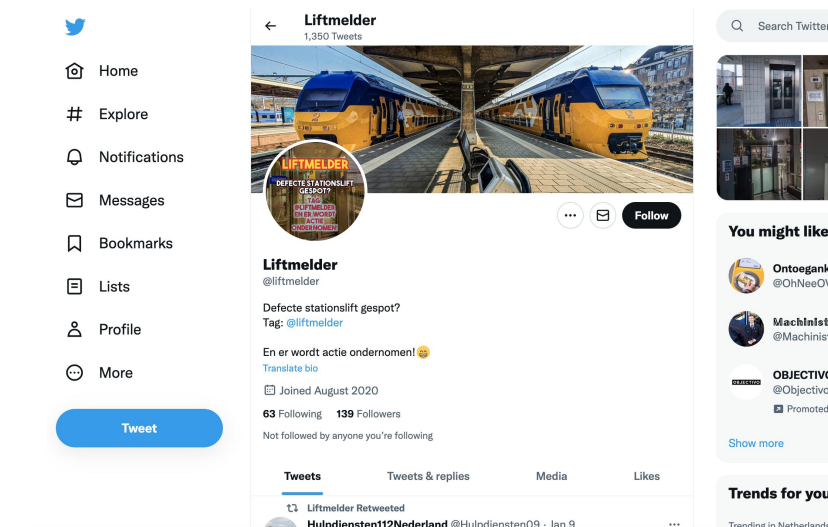 Liftmelder
1,350 Tweets
Search Twitter
Home
Explore
Notifications
Messages
Bookmarks
Lists
Profile
More
Tweet
LIFTMELDER
DEFECTE STATIONSLIFT
GESPOT?
TAG
@LIFTMELDER
EN ER WORDT
ACTIE
ONDERNOMEN!
Follow
Liftmelder
@liftmelder
Defecte stationslift gespot?
Tag: @liftmelder
En er wordt actie ondernomen!😁
Translate bio
Joined August 2020
63 Following 139 Followers
Not followed by anyone you're following
Tweets Tweets & replies Media Likes
Liftmelder Retweeted
Hulpdiensten112Nederland @Hulpdiensten09 · Jan 9
You might like
Ontoegank
@OhNeeOV
Machinist
@Machinist
OBJECTIVO
OBJECTIVO
@Objectivo
Promoted
Show more
Trends for you
Trending in Netherlands